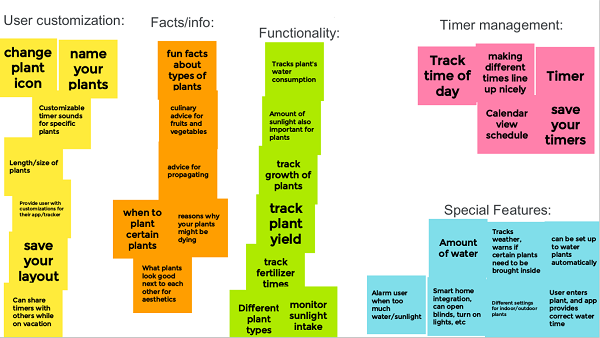 User customization:
change
plant
icon
name
your
plants
Customizable
timer sounds
for specific
plants
Length/size of
plants
Provide user with
customizations for
their app/tracker
save
your
layout
Can share
timers with
others while
on vacation
Facts/info:
fun facts
about
types of
plants
culinary
advice for
fruits and
vegetables
advice for
propagating
when to
plant
certain
plants
reasons why
your plants
might be
dying
What plants
look good
next to each
other for
aesthetics
Functionality:
Tracks plant's
water
consumption
Amount of
sunlight also
important for
plants
track
growth of
plants
track
plant
yield
track
fertilizer
times
Different
plant
types
monitor
sunlight
intake
Timer management:
Track
time of
day
making
different
times line
up nicely
Timer
Calendar
view
schedule
save
your
timers
Special Features:
Amount
of water
Tracks
weather,
warns if
certain plants
need to be
brought inside
can be set up
to water
plants
automatically
Alarm user
when too
much
water/sunlight
Smart home
integration,
can open
blinds, turn on
lights, etc
Different settings
for indoor/outdoor
plants
User enters
plant, and app
provides
correct water
time